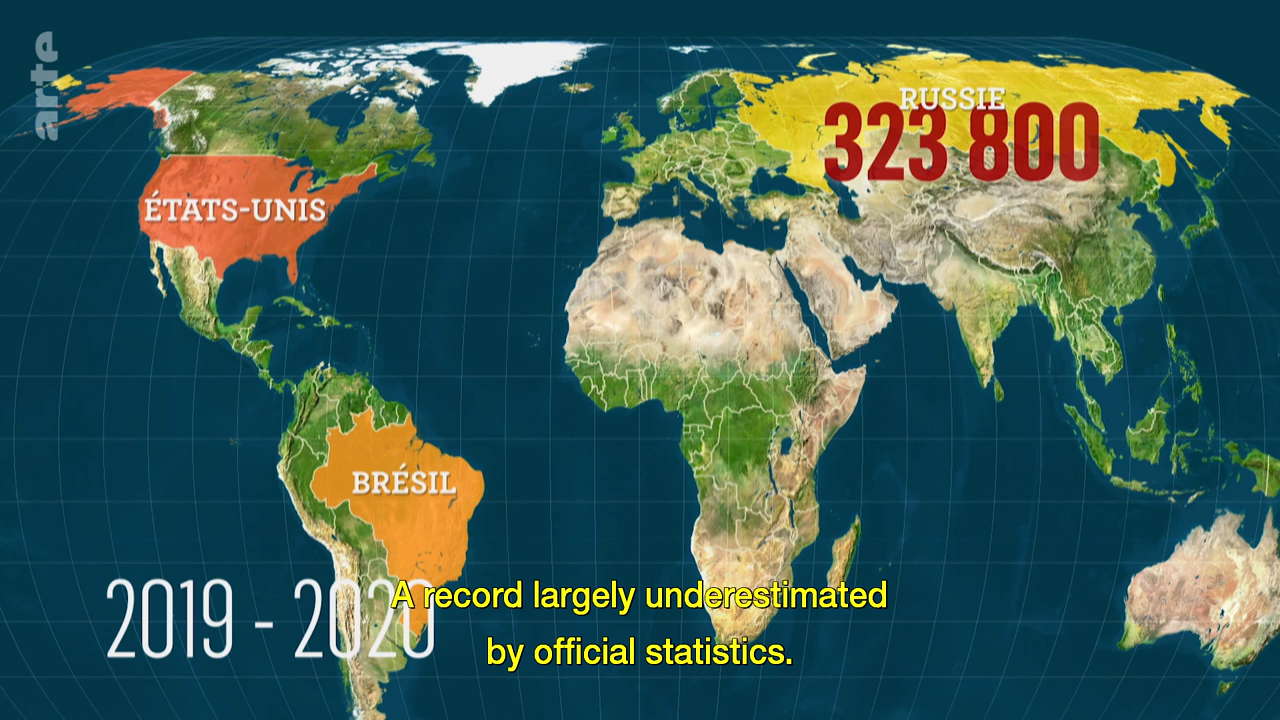 arte
RUSSIE
323 800
ÉTATS-UNIS
BRÉSIL
2019 - 2020
A record largely underestimated
by official statistics.